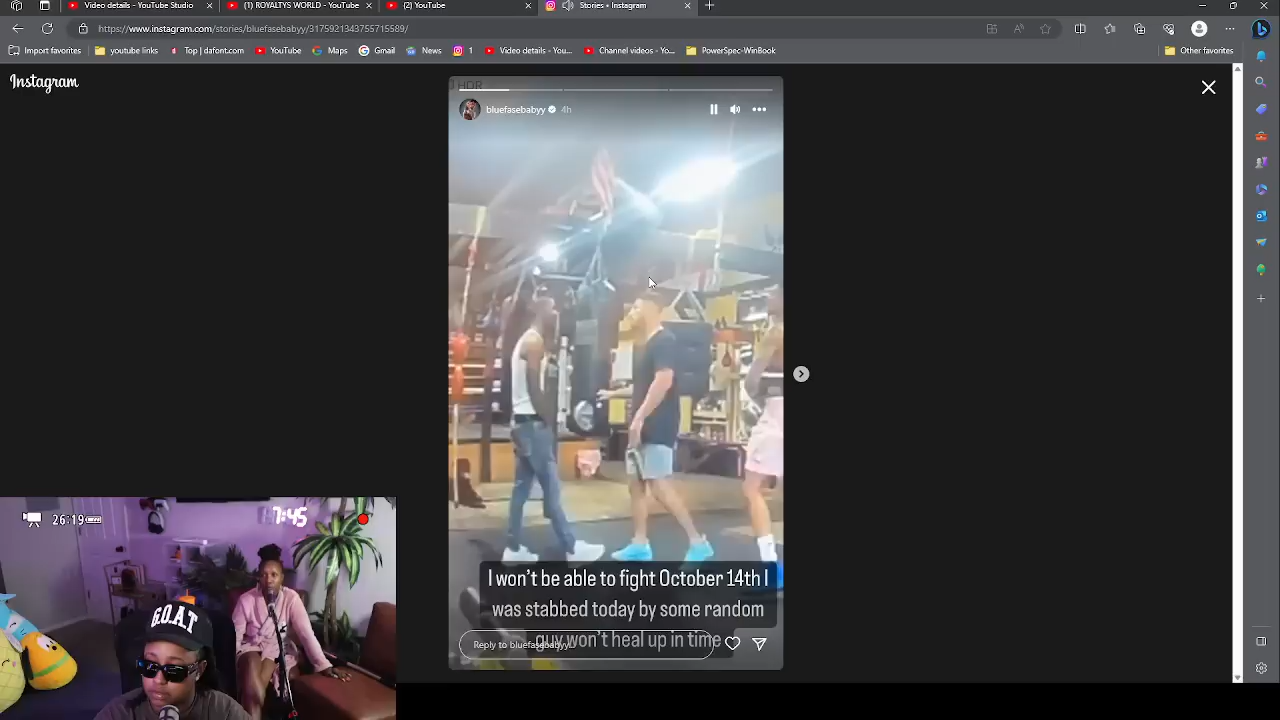 Video details - YouTube Studio
(1) ROYALTYS WORLD - YouTube
(2) YouTube
Stories • Instagram
https://www.instagram.com/stories/bluefasebabyy/3175921343755715589/
Import favorites
youtube links
Top | dafont.com
YouTube
Maps
Gmail
News
1
Video details - You...
Channel videos - Yo...
PowerSpec-WinBook
Other favorites
Instagram
HDR
bluefasebabyy 4h
I won't be able to fight October 14th I
was stabbed today by some random
guy won't heal up in time
Reply to bluefasebabyy...
26:19
7:45
G.O.A.T